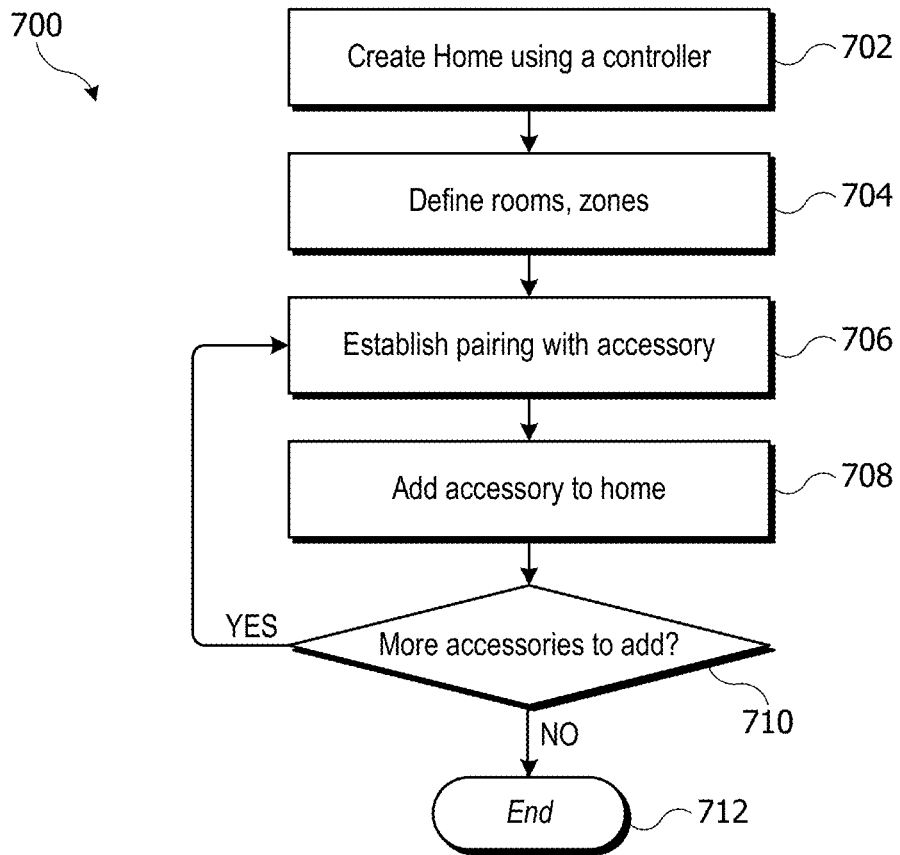 700
Create Home using a controller
702
Define rooms, zones
704
Establish pairing with accessory
706
Add accessory to home
708
YES
More accessories to add?
710
NO
End
712